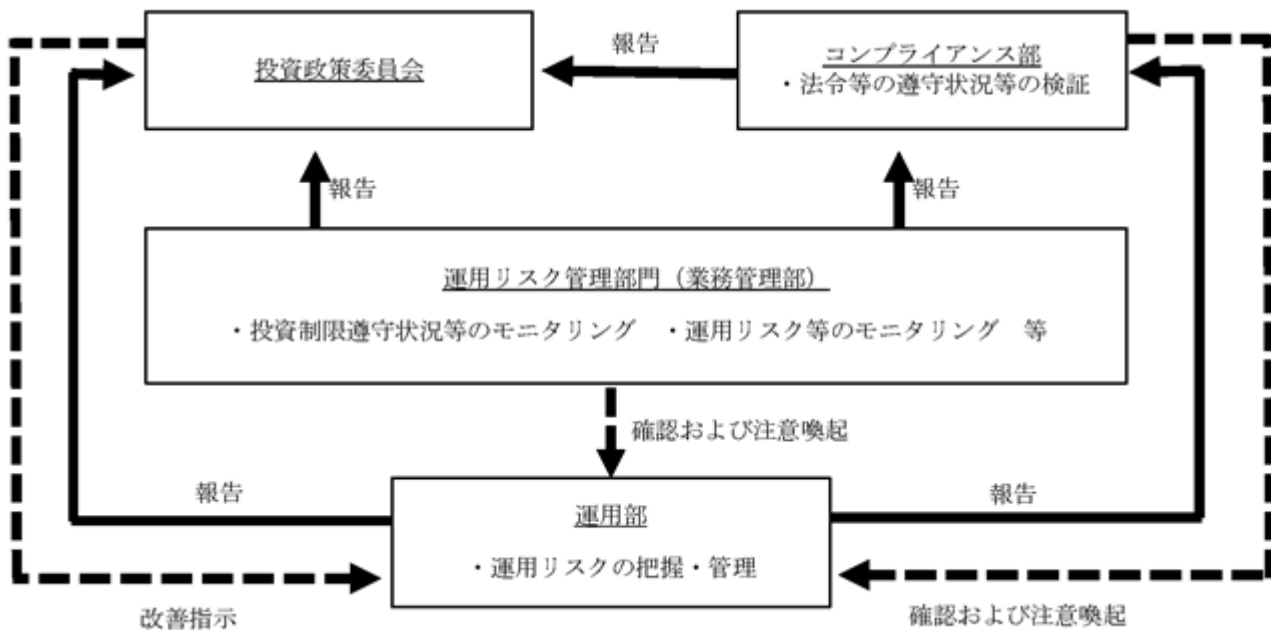 報告
投資政策委員会
コンプライアンス部
・法令等の遵守状況等の検証
報告
報告
運用リスク管理部門（業務管理部）
・投資制限遵守状況等のモニタリング　・運用リスク等のモニタリング　等
確認および注意喚起
報告
報告
運用部
・運用リスクの把握・管理
改善指示
確認および注意喚起